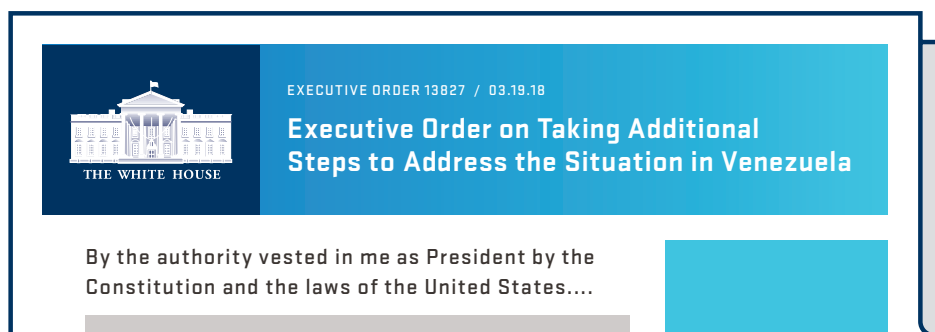 EXECUTIVE ORDER 13827 / 03.19.18
Executive Order on Taking Additional
Steps to Address the Situation in Venezuela
THE WHITE HOUSE
By the authority vested in me as President by the
Constitution and the laws of the United States....